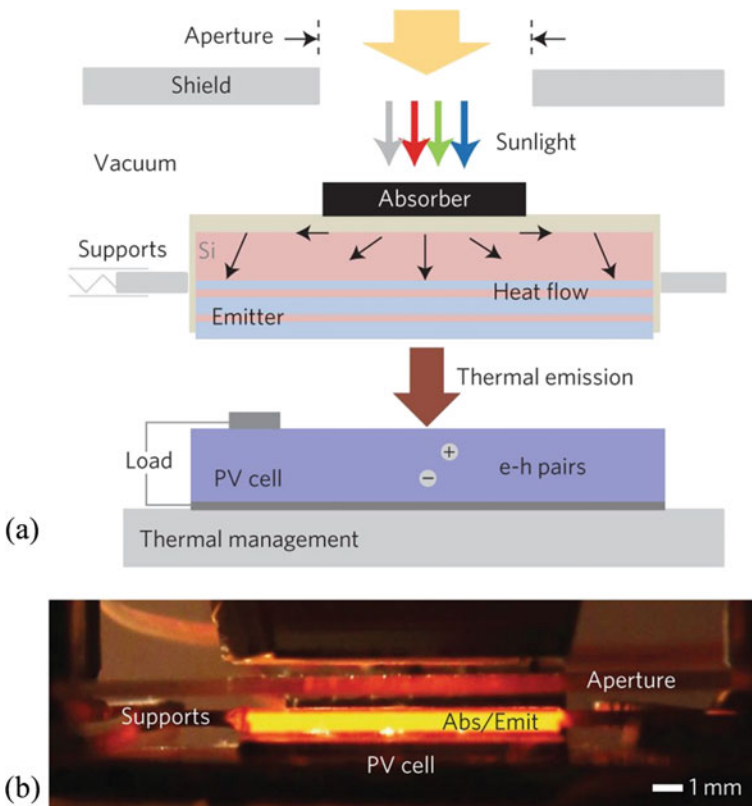 Aperture
Shield
Sunlight
Vacuum
Absorber
Supports
Si
Heat flow
Emitter
Thermal emission
Load
PV cell
e-h pairs
+
−
(a)
Thermal management
Aperture
Supports
Abs/Emit
PV cell
1 mm
(b)